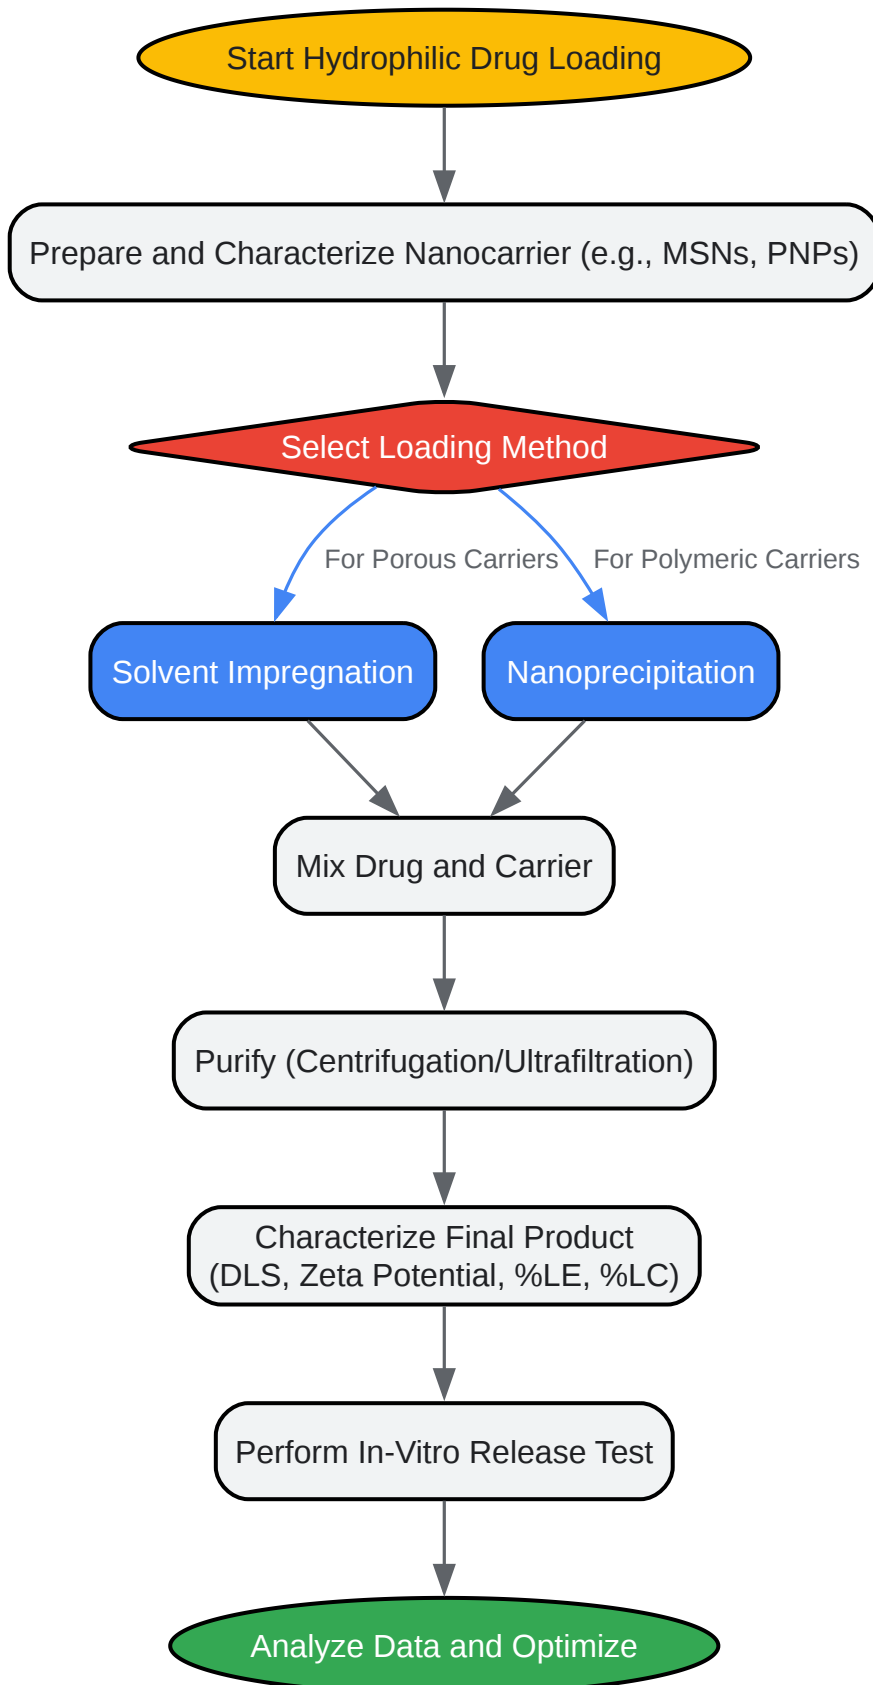 Start Hydrophilic Drug Loading
Prepare and Characterize Nanocarrier (e.g., MSNs, PNPs)
Select Loading Method
For Porous Carriers
For Polymeric Carriers
Solvent Impregnation
Nanoprecipitation
Mix Drug and Carrier
Purify (Centrifugation/Ultrafiltration)
Characterize Final Product
(DLS, Zeta Potential, %LE, %LC)
Perform In-Vitro Release Test
Analyze Data and Optimize